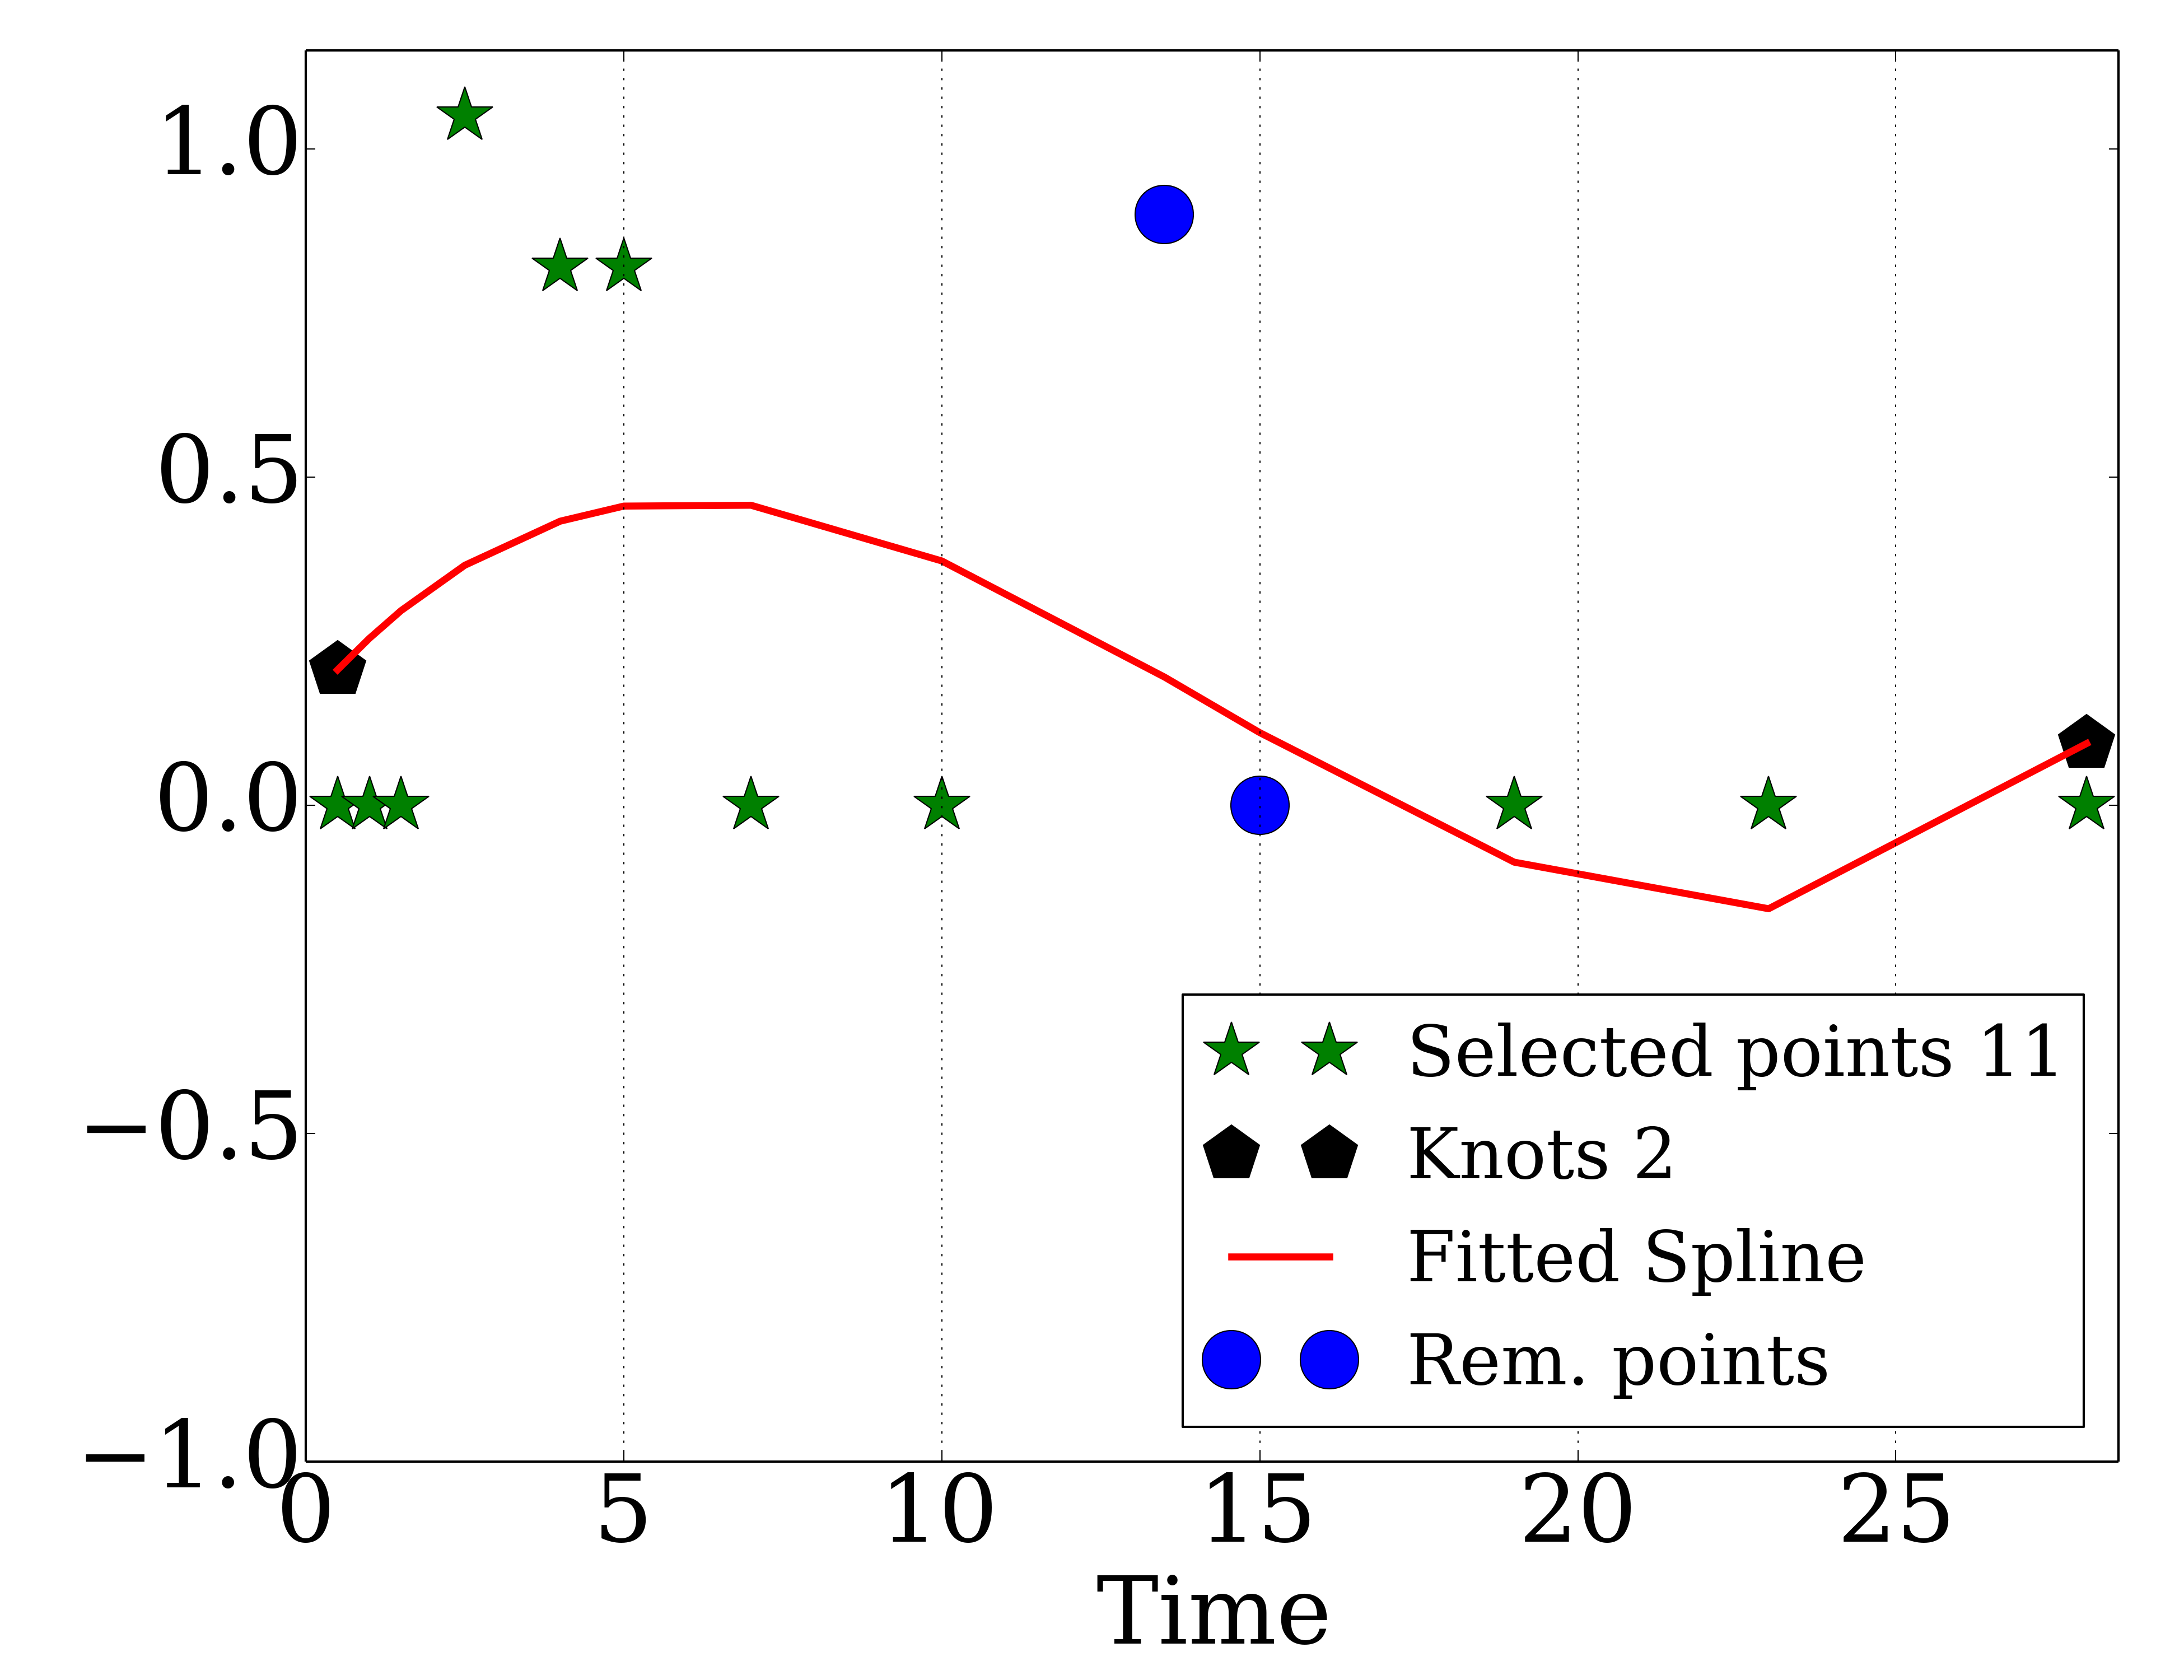 1.0
0.5
0.0
−0.5
−1.0
Selected points 11
Knots 2
Fitted Spline
Rem. points
0 5 10 15 20 25
Time